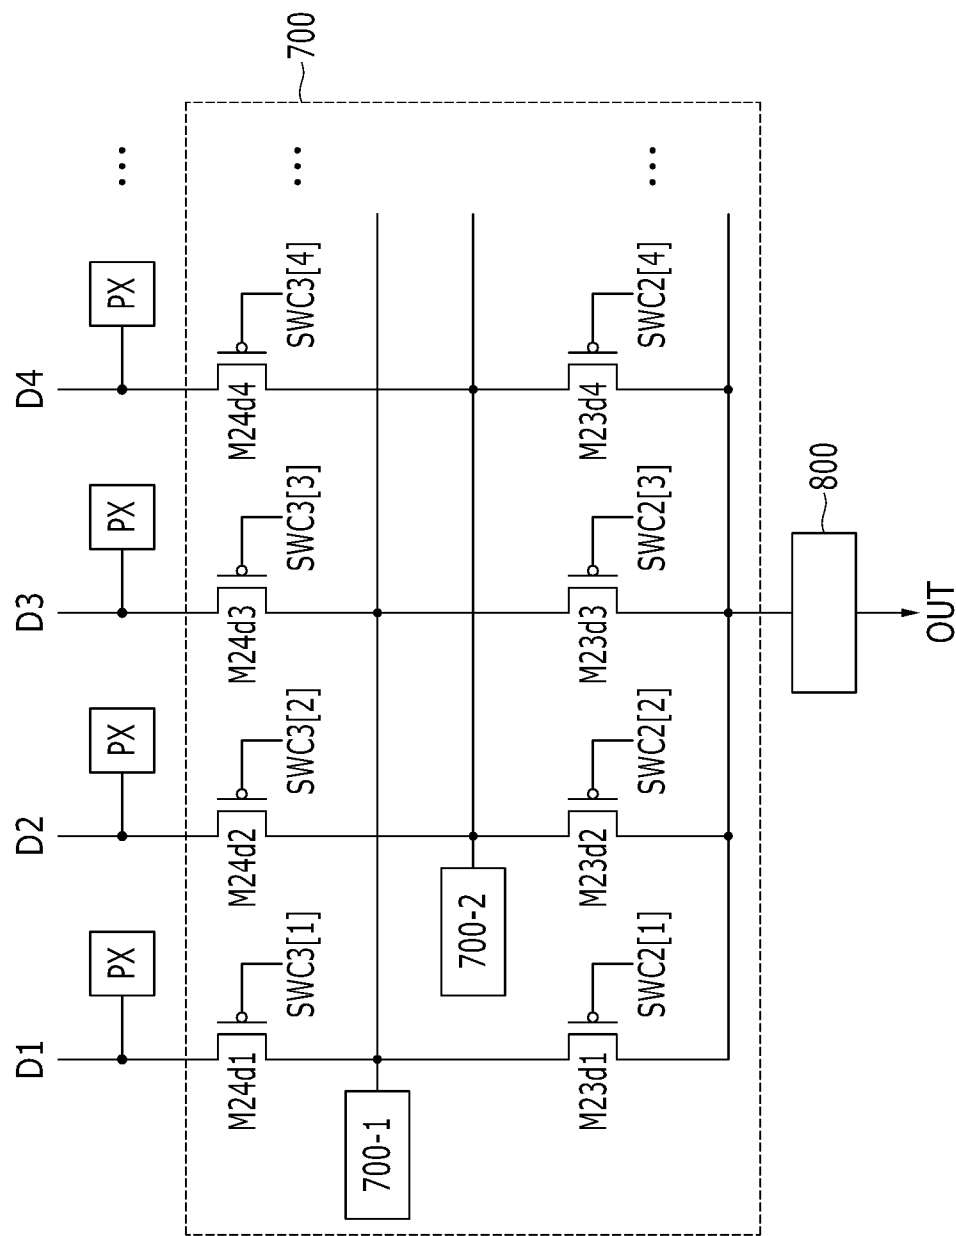 700
D1
D2
D3
D4
...
PX
PX
PX
PX
M24d1
SWC3[1]
M24d2
SWC3[2]
M24d3
SWC3[3]
M24d4
SWC3[4]
...
700-1
700-2
M23d1
SWC2[1]
M23d2
SWC2[2]
M23d3
SWC2[3]
M23d4
SWC2[4]
...
800
OUT